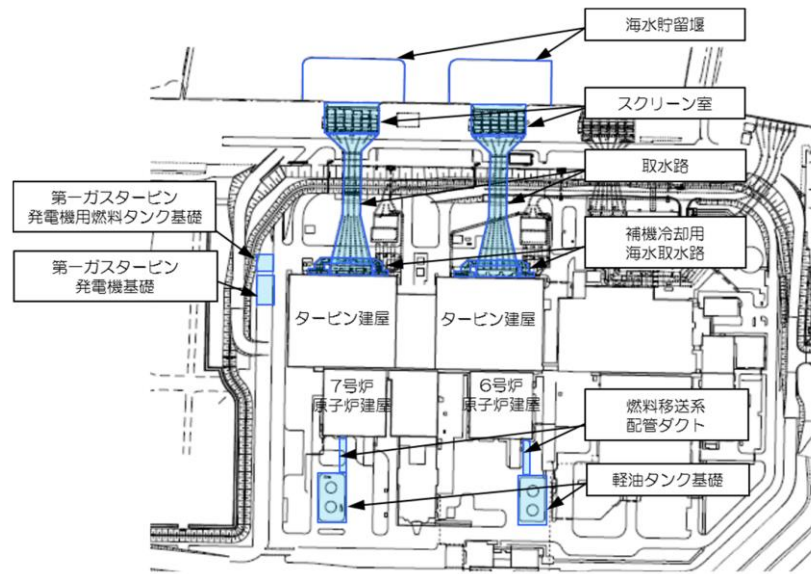 海水貯留堰
スクリーン室
取水路
第一ガスタービン
発電機用燃料タンク基礎
補機冷却用
海水取水路
第一ガスタービン
発電機基礎
タービン建屋
タービン建屋
7号炉
原子炉建屋
6号炉
原子炉建屋
燃料移送系
配管ダクト
軽油タンク基礎